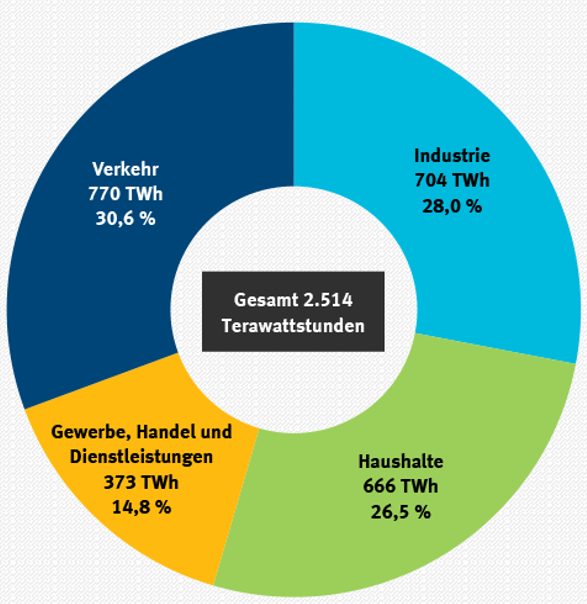 Verkehr
770 TWh
30,6 %
Industrie
704 TWh
28,0 %
Gesamt 2.514
Terawattstunden
Gewerbe, Handel und
Dienstleistungen
373 TWh
14,8 %
Haushalte
666 TWh
26,5 %